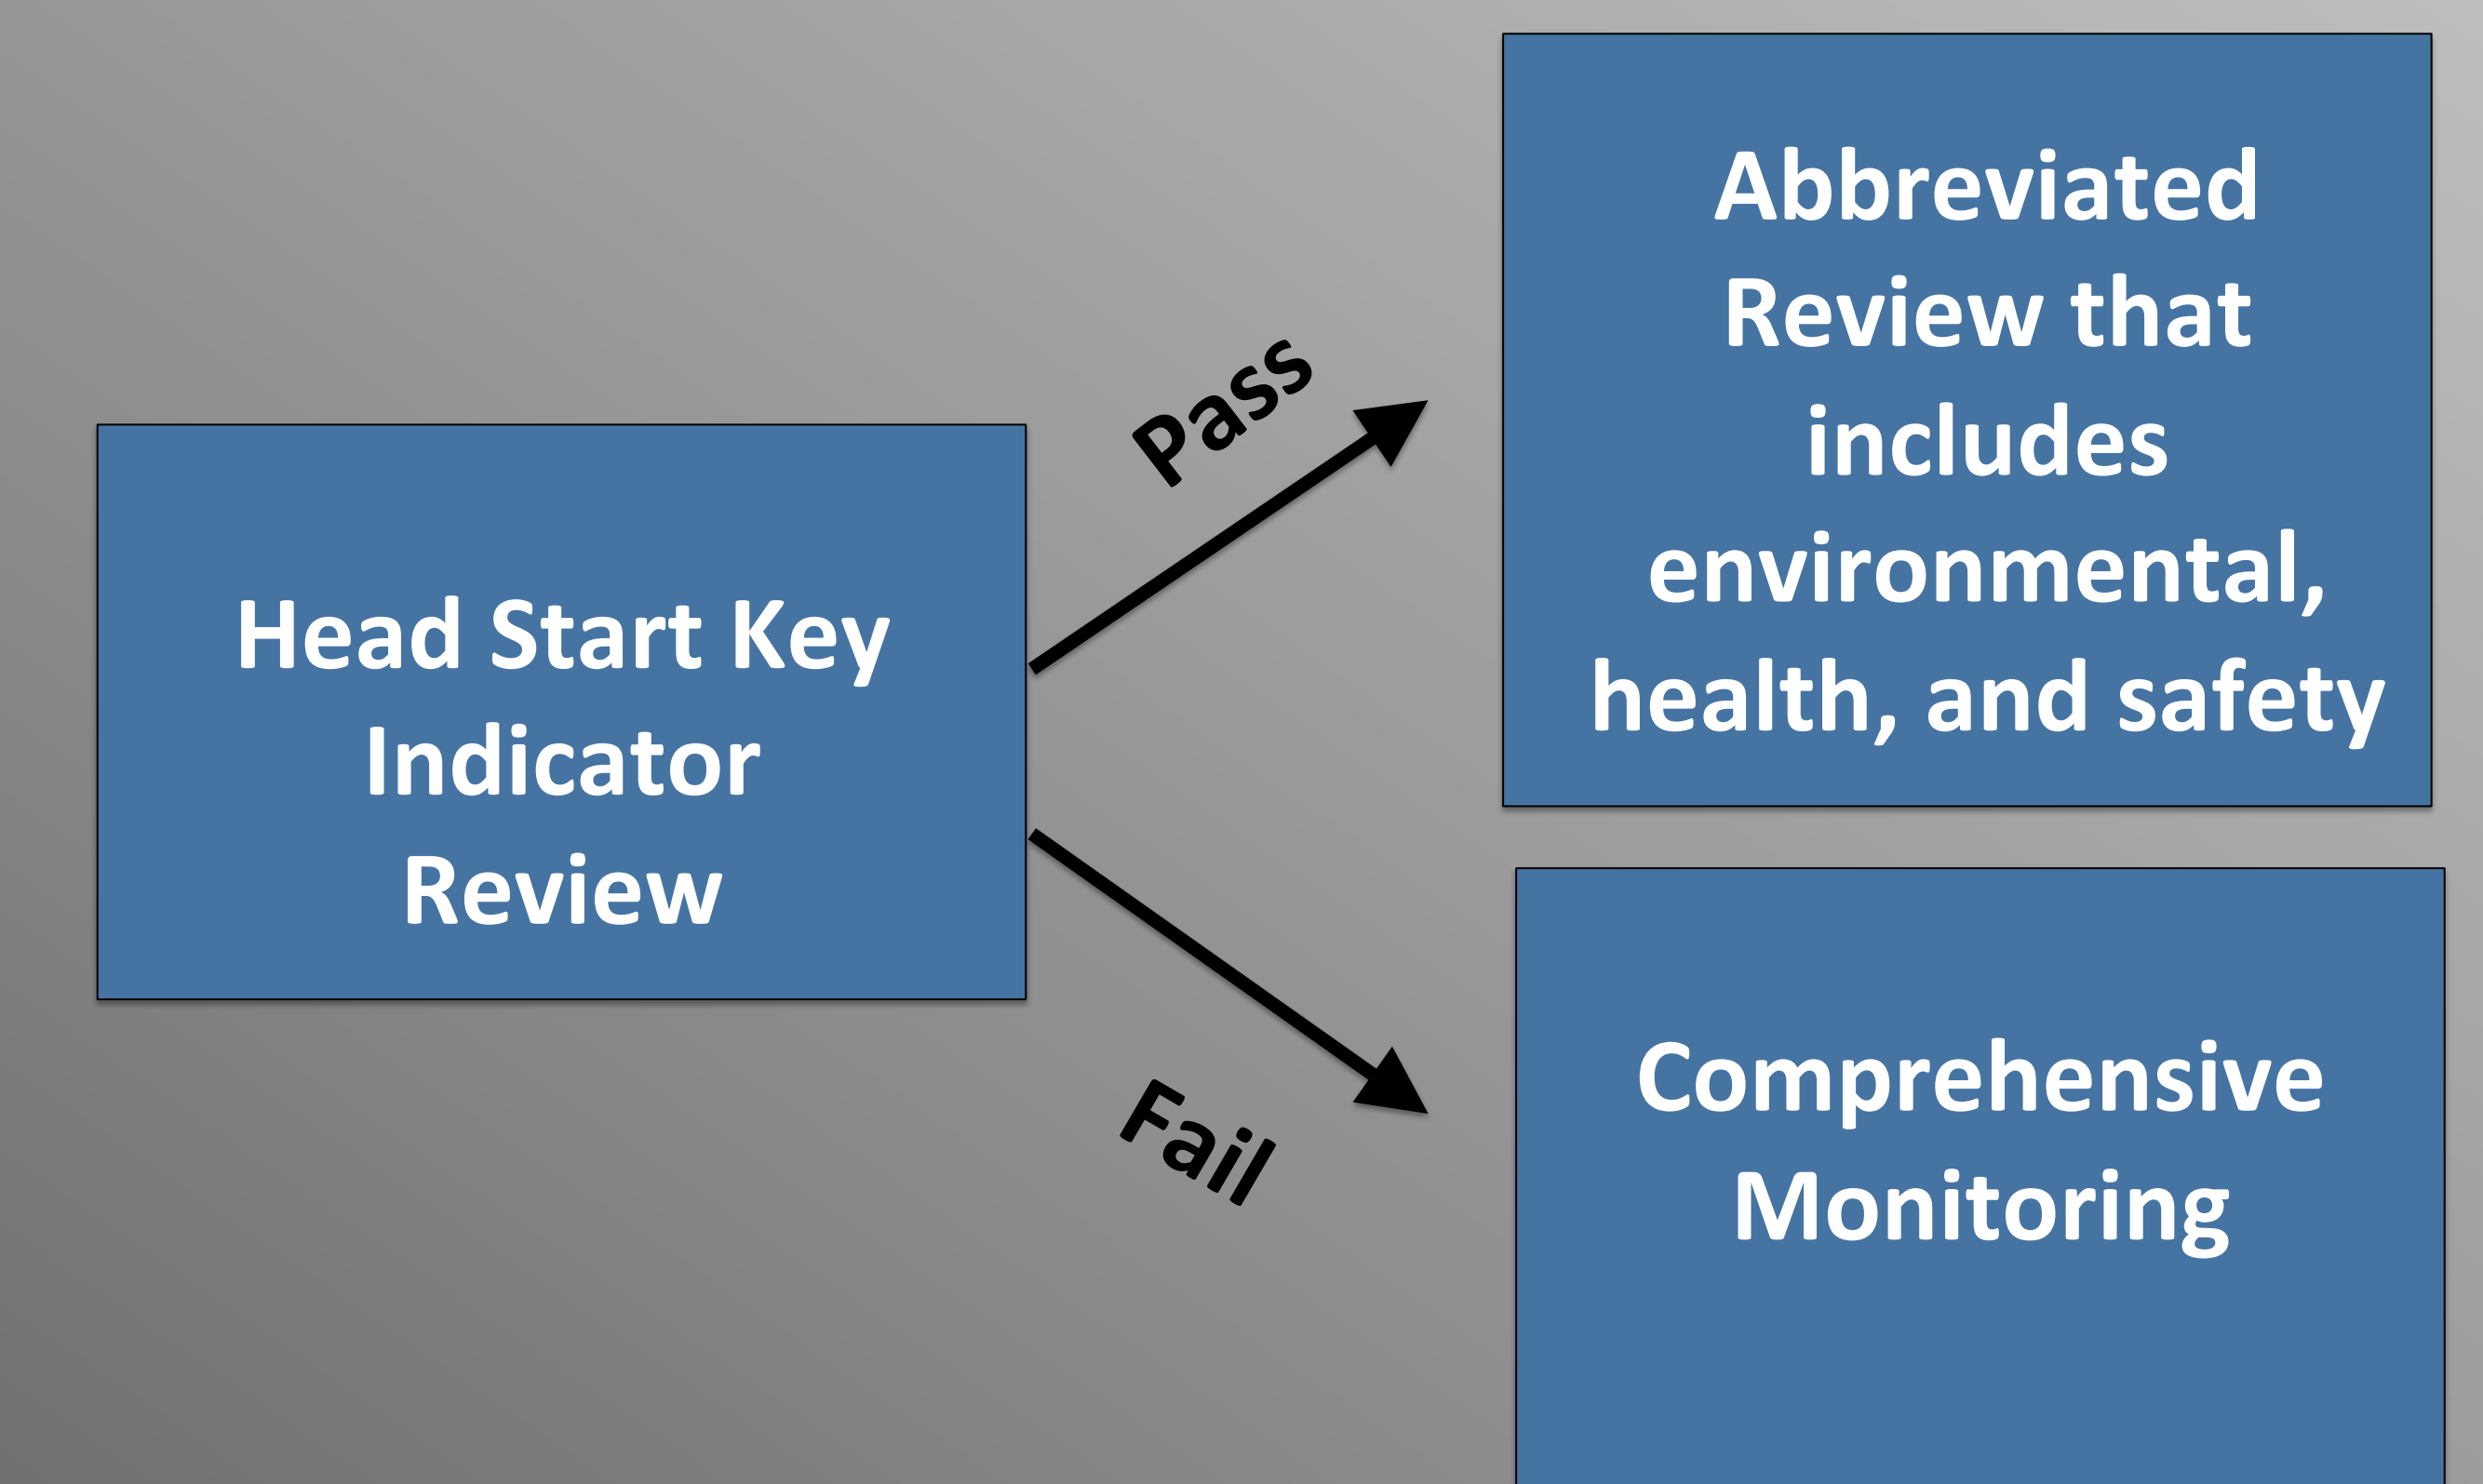 Head Start Key
Indicator
Review
Pass
Abbreviated
Review that
includes
environmental,
health, and safety
Fail
Comprehensive
Monitoring